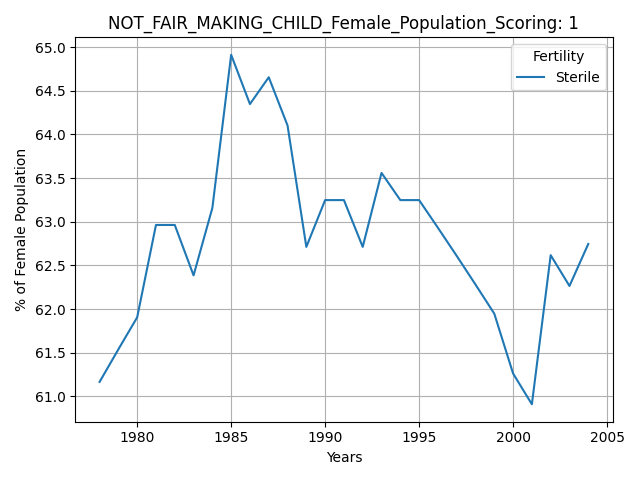 NOT_FAIR_MAKING_CHILD_Female_Population_Scoring: 1
Fertility
Sterile
65.0
64.5
64.0
63.5
63.0
62.5
62.0
61.5
61.0
% of Female Population
1980 1985 1990 1995 2000 2005
Years